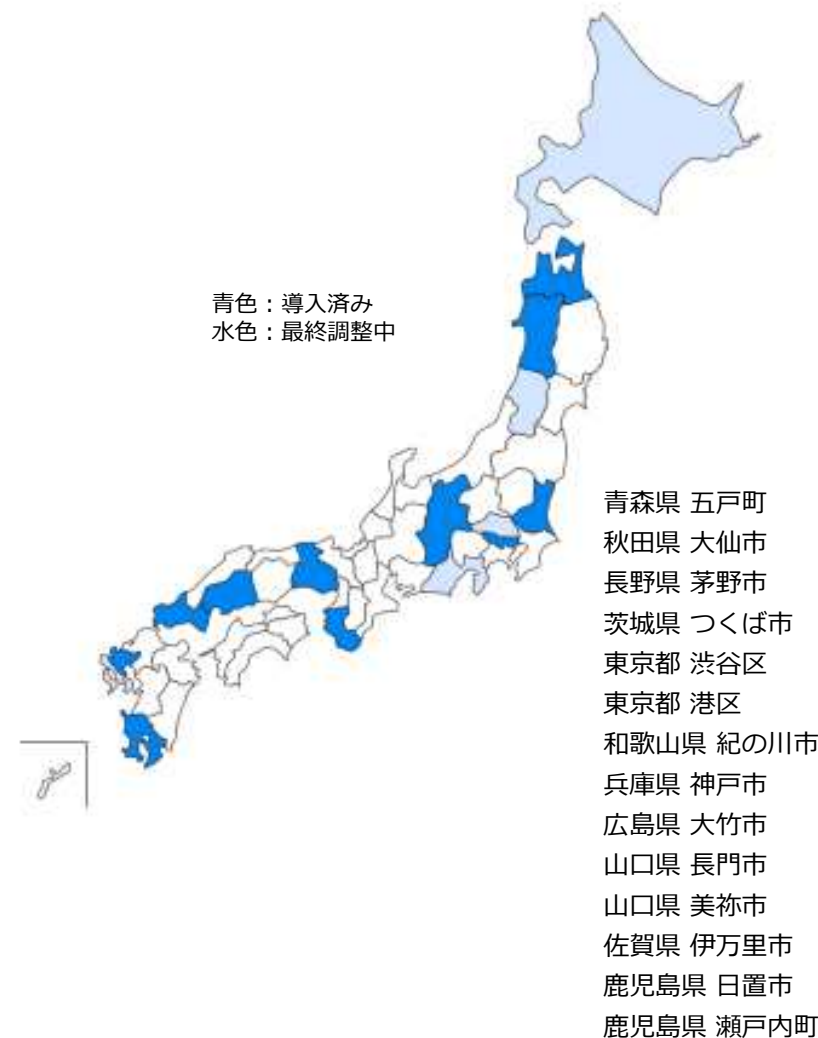 青色：導入済み
水色：最終調整中
青森県 五戸町
秋田県 大仙市
長野県 茅野市
茨城県 つくば市
東京都 渋谷区
東京都 港区
和歌山県 紀の川市
兵庫県 神戸市
広島県 大竹市
山口県 長門市
山口県 美祢市
佐賀県 伊万里市
鹿児島県 日置市
鹿児島県 瀬戸内町